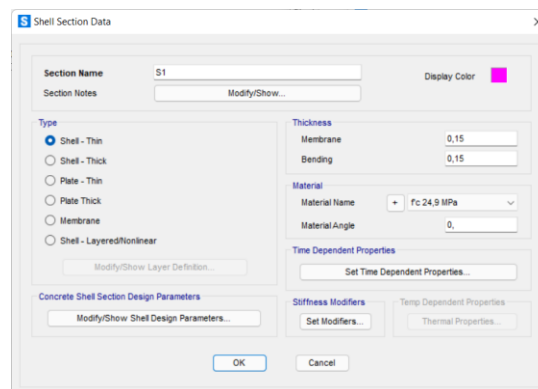 S Shell Section Data
Section Name S1 Display Color
Section Notes Modify/Show...
Type
Shell - Thin
Shell - Thick
Plate - Thin
Plate Thick
Membrane
Shell - Layered/Nonlinear
Modify/Show Layer Definition...
Thickness
Membrane 0,15
Bending 0,15
Material
Material Name + f'c 24,9 MPa
Material Angle 0,
Time Dependent Properties
Set Time Dependent Properties...
Concrete Shell Section Design Parameters
Modify/Show Shell Design Parameters...
Stiffness Modifiers
Set Modifiers...
Temp Dependent Properties
Thermal Properties...
OK Cancel